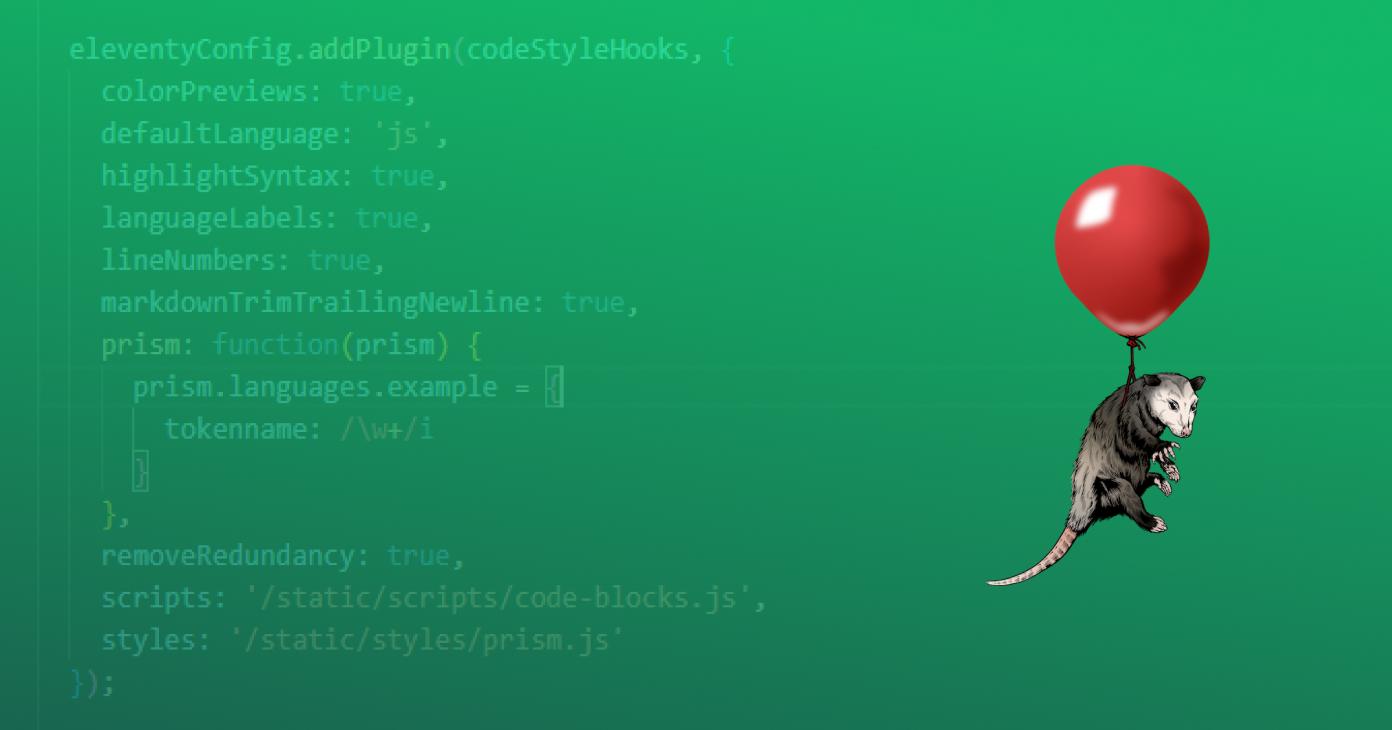 eleventyConfig.addPlugin(codeStyleHooks, {
  colorPreviews: true,
  defaultLanguage: 'js',
  highlightSyntax: true,
  languageLabels: true,
  lineNumbers: true,
  markdownTrimTrailingNewline: true,
  prism: function(prism) {
    prism.languages.example = {
      tokenname: /\w+/i
    }
  },
  removeRedundancy: true,
  scripts: '/static/scripts/code-blocks.js',
  styles: '/static/styles/prism.js'
});